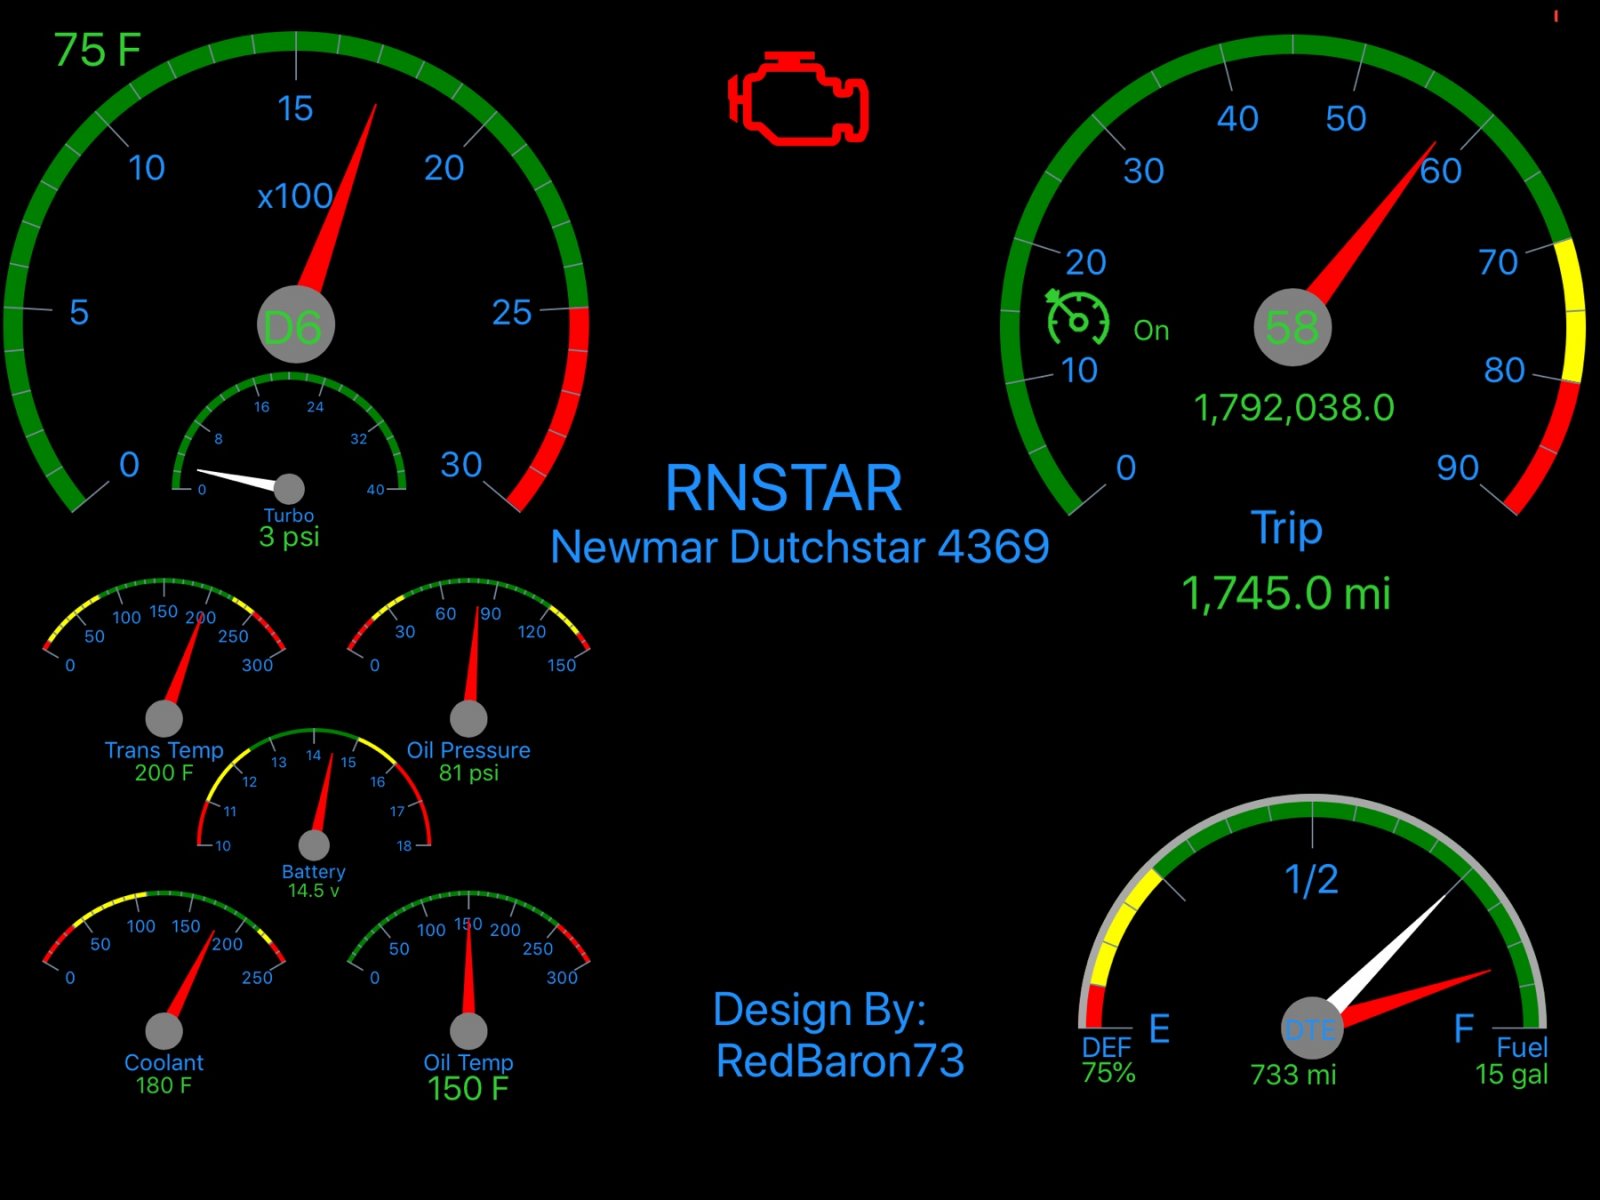 75 F
15
10
20
x100
5
25
D6
0
30
16
24
8
32
0
40
Turbo
3 psi
40
50
30
60
20
70
On
58
10
80
1,792,038.0
0
90
RNSTAR
Newmar Dutchstar 4369
Trip
1,745.0 mi
0
50
100
150
200
250
300
Trans Temp
200 F
0
30
60
90
120
150
Oil Pressure
81 psi
10
11
12
13
14
15
16
17
18
Battery
14.5 v
0
50
100
150
200
250
Coolant
180 F
0
50
100
150
200
250
300
Oil Temp
150 F
Design By:
RedBaron73
1/2
E
DTE
F
DEF
75%
733 mi
Fuel
15 gal